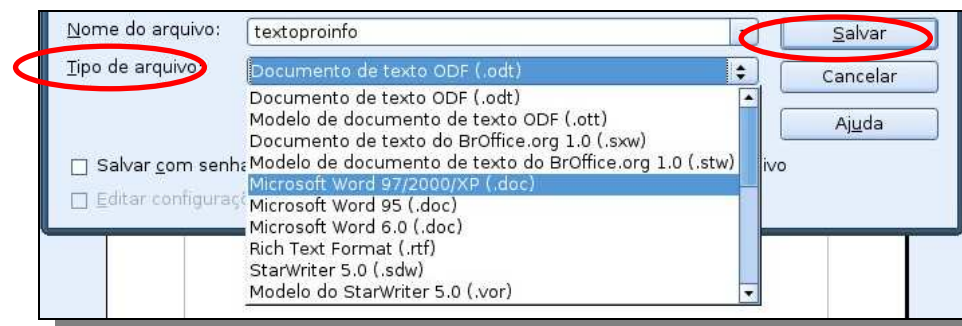 Nome do arquivo: textoproinfo Salvar
Tipo de arquivo: Documento de texto ODF (.odt) Cancelar
Documento de texto ODF (.odt)
Modelo de documento de texto ODF (.ott) Ajuda
Documento de texto do BrOffice.org 1.0 (.sxw)
Salvar com senha Modelo de documento de texto do BrOffice.org 1.0 (.stw) ivo
Microsoft Word 97/2000/XP (.doc)
Editar configuraç Microsoft Word 95 (.doc)
Microsoft Word 6.0 (.doc)
Rich Text Format (.rtf)
StarWriter 5.0 (.sdw)
Modelo do StarWriter 5.0 (.vor)